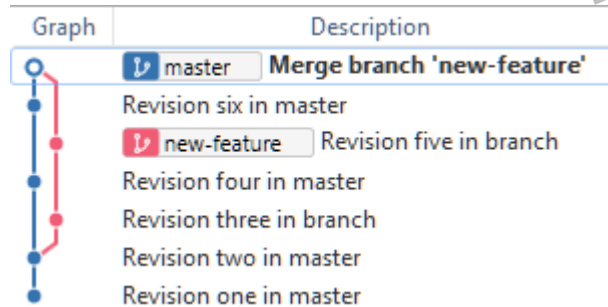 Graph Description
master Merge branch 'new-feature'
Revision six in master
new-feature Revision five in branch
Revision four in master
Revision three in branch
Revision two in master
Revision one in master